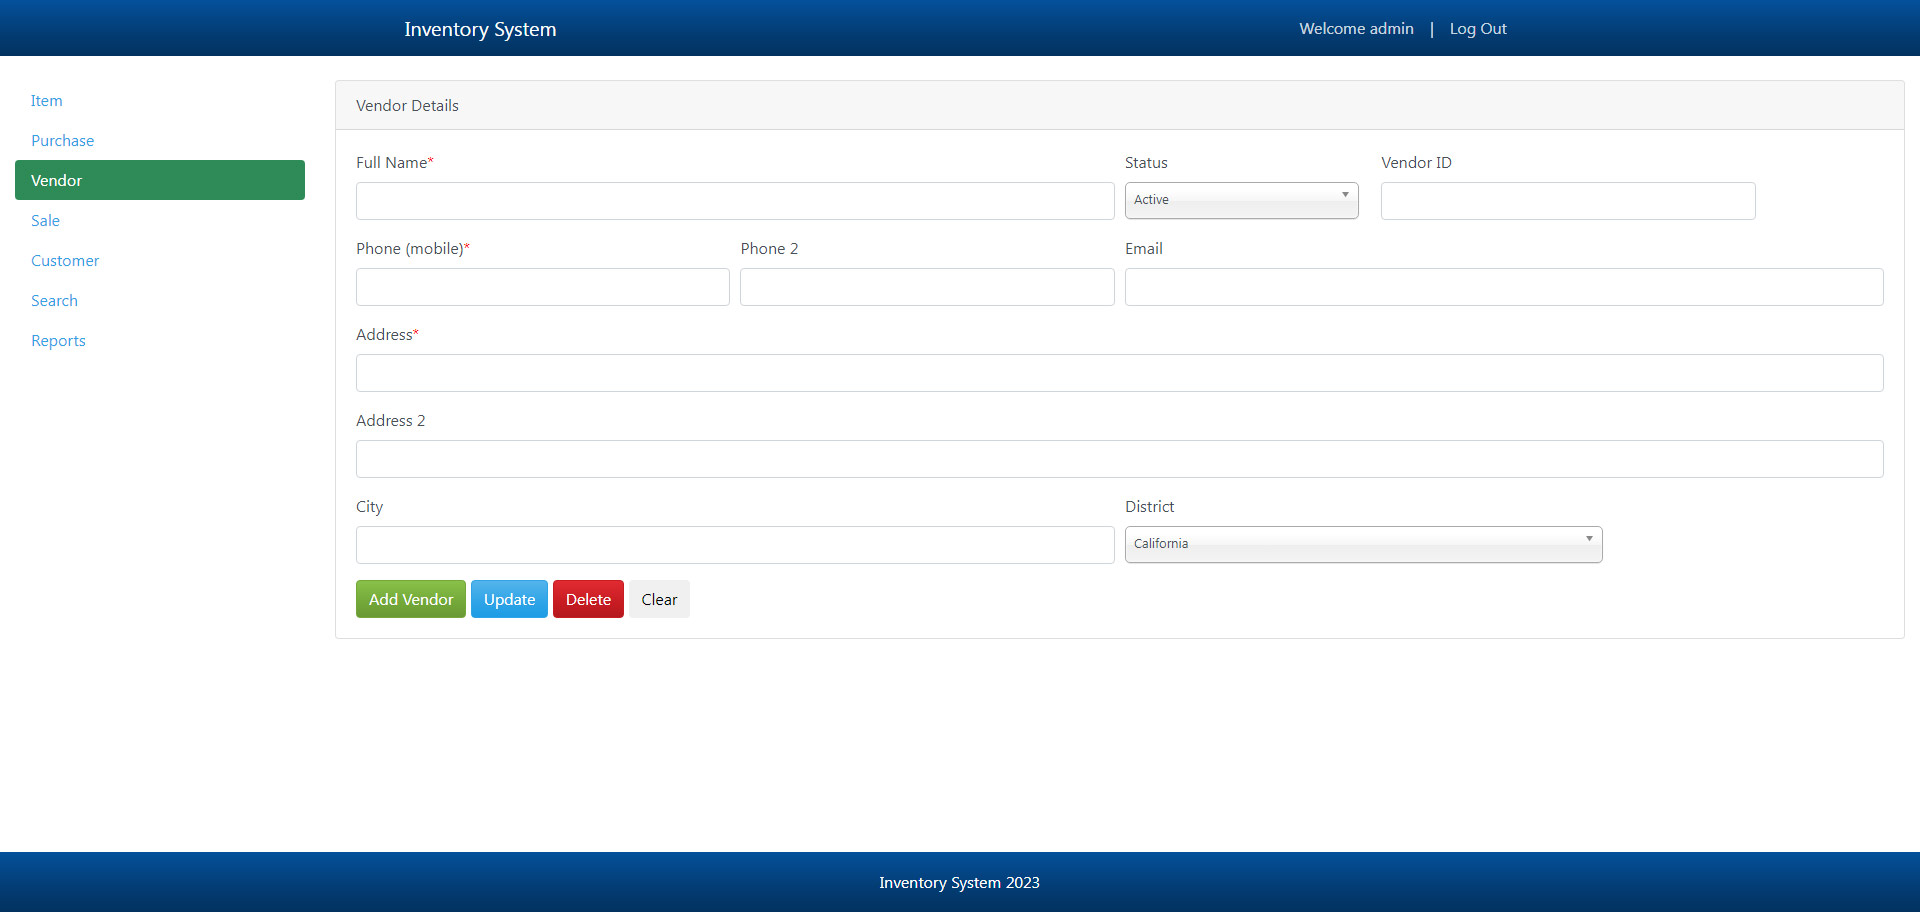 Inventory System
Welcome admin | Log Out
Item
Purchase
Vendor
Sale
Customer
Search
Reports
Vendor Details
Full Name*
Status
Vendor ID
Active
Phone (mobile)*
Phone 2
Email
Address*
Address 2
City
District
California
Add Vendor
Update
Delete
Clear
Inventory System 2023